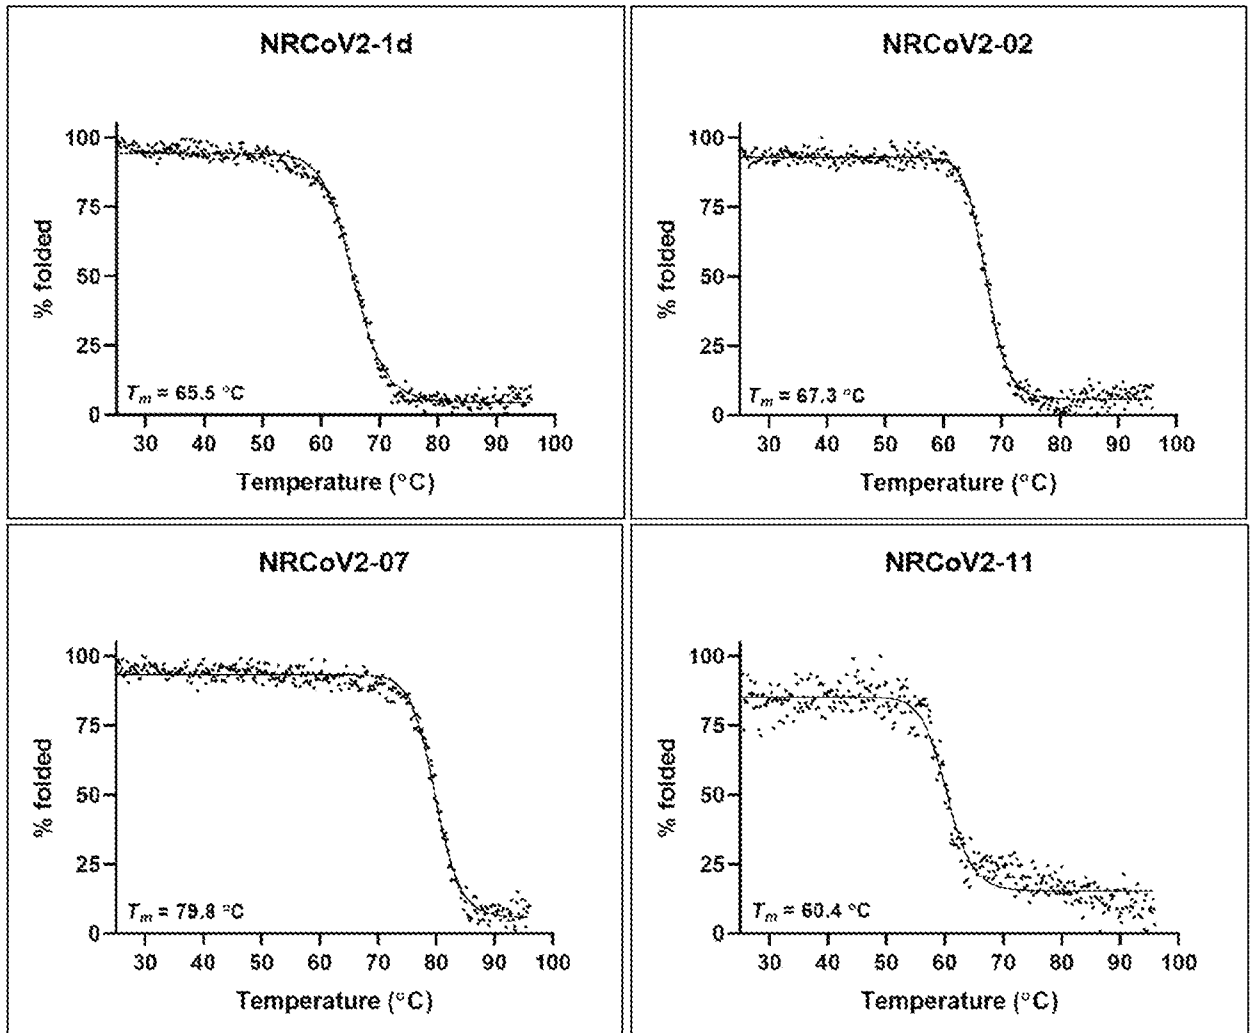 NRCoV2-1d
100
75
50
25
0
% folded
Tm = 65.5 °C
30 40 50 60 70 80 90 100
Temperature (°C)
NRCoV2-02
100
75
50
25
0
% folded
Tm = 67.3 °C
30 40 50 60 70 80 90 100
Temperature (°C)
NRCoV2-07
100
75
50
25
0
% folded
Tm = 79.8 °C
30 40 50 60 70 80 90 100
Temperature (°C)
NRCoV2-11
100
75
50
25
0
% folded
Tm = 60.4 °C
30 40 50 60 70 80 90 100
Temperature (°C)